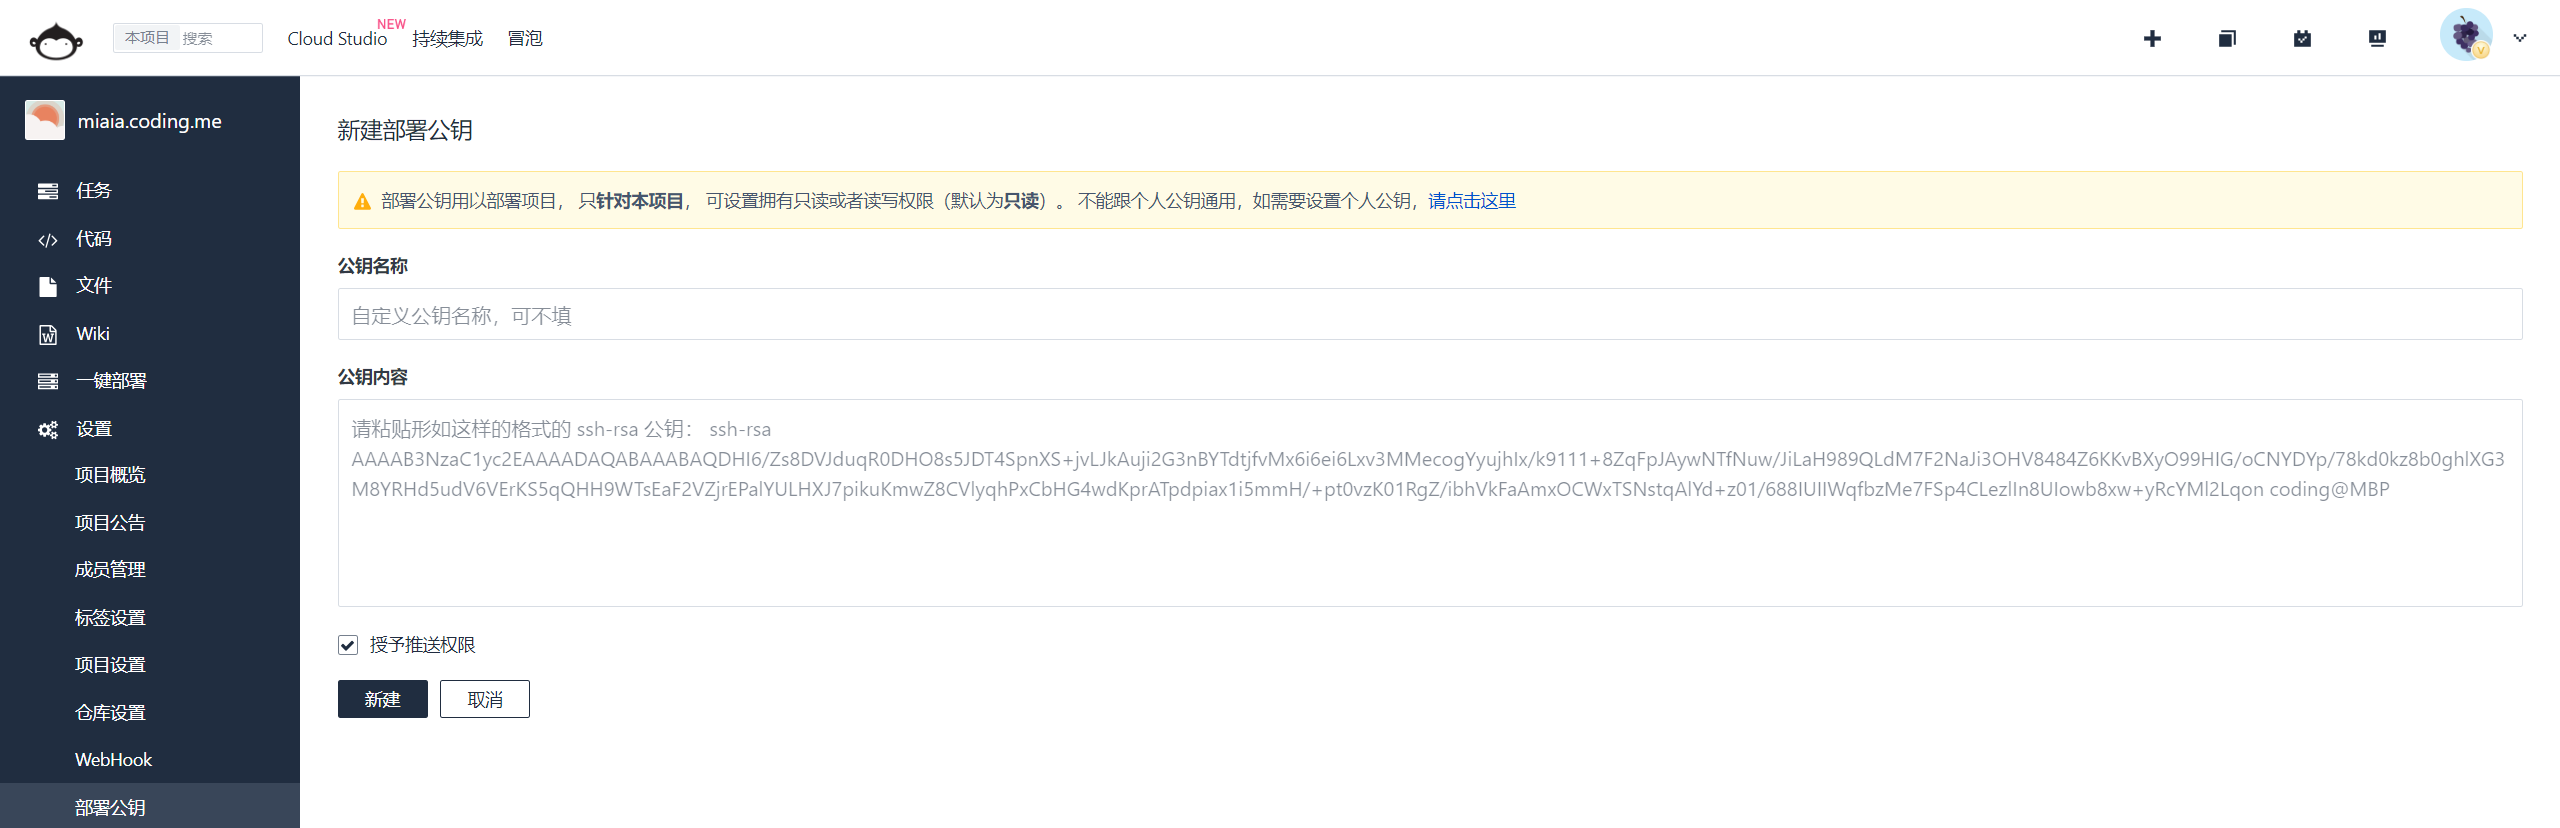 本项目 搜索 Cloud Studio NEW 持续集成 冒泡
miaia.coding.me
任务
代码
文件
Wiki
一键部署
设置
项目概览
项目公告
成员管理
标签设置
项目设置
仓库设置
WebHook
部署公钥
新建部署公钥
部署公钥用以部署项目， 只针对本项目， 可设置拥有只读或者读写权限（默认为只读）。 不能跟个人公钥通用，如需要设置个人公钥，请点击这里
公钥名称
自定义公钥名称，可不填
公钥内容
请粘贴形如这样的格式的 ssh-rsa 公钥： ssh-rsa
AAAAB3NzaC1yc2EAAAADAQABAAABAQDHI6/Zs8DVJduqR0DHO8s5JDT4SpnXS+jvLJkAuji2G3nBYTdtjfvMx6i6ei6Lxv3MMecogYyujhIx/k9111+8ZqFpJAywNTfNuw/JiLaH989QLdM7F2NaJi3OHV8484Z6KKvBXyO99HIG/oCNYDYp/78kd0kz8b0ghlXG3
M8YRHd5udV6VErKS5qQHH9WTsEaF2VZjrEPalYULHXJ7pikuKmwZ8CVlyqhPxCbHG4wdKprATpdpiax1i5mmH/+pt0vzK01RgZ/ibhVkFaAmxOCWxTSNstqAlYd+z01/688IUIIWqfbzMe7FSp4CLezlIn8UIowb8xw+yRcYMl2Lqon coding@MBP
授予推送权限
新建 取消